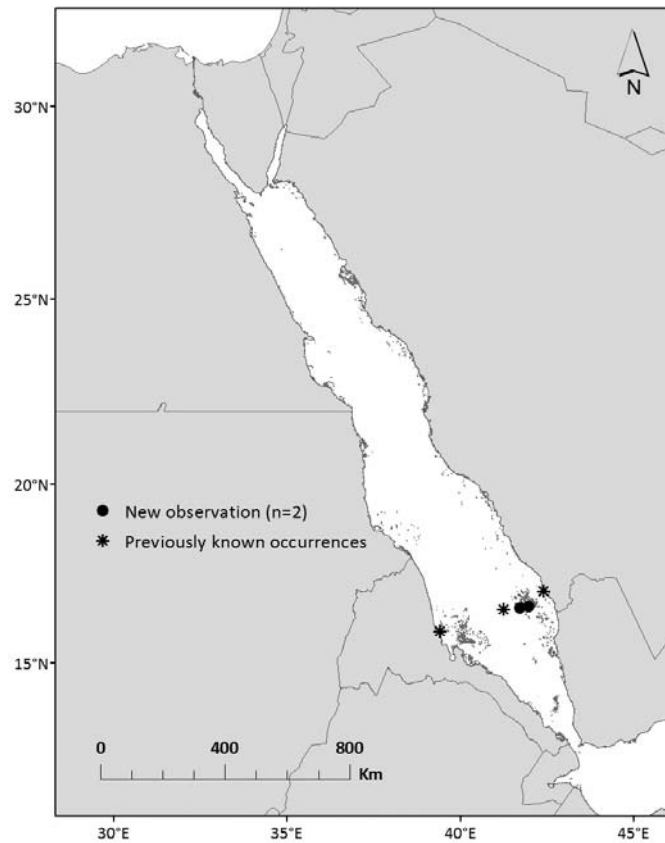 N
30°N
25°N
20°N
New observation (n=2)
Previously known occurrences
15°N
0 400 800
Km
30°E 35°E 40°E 45°E